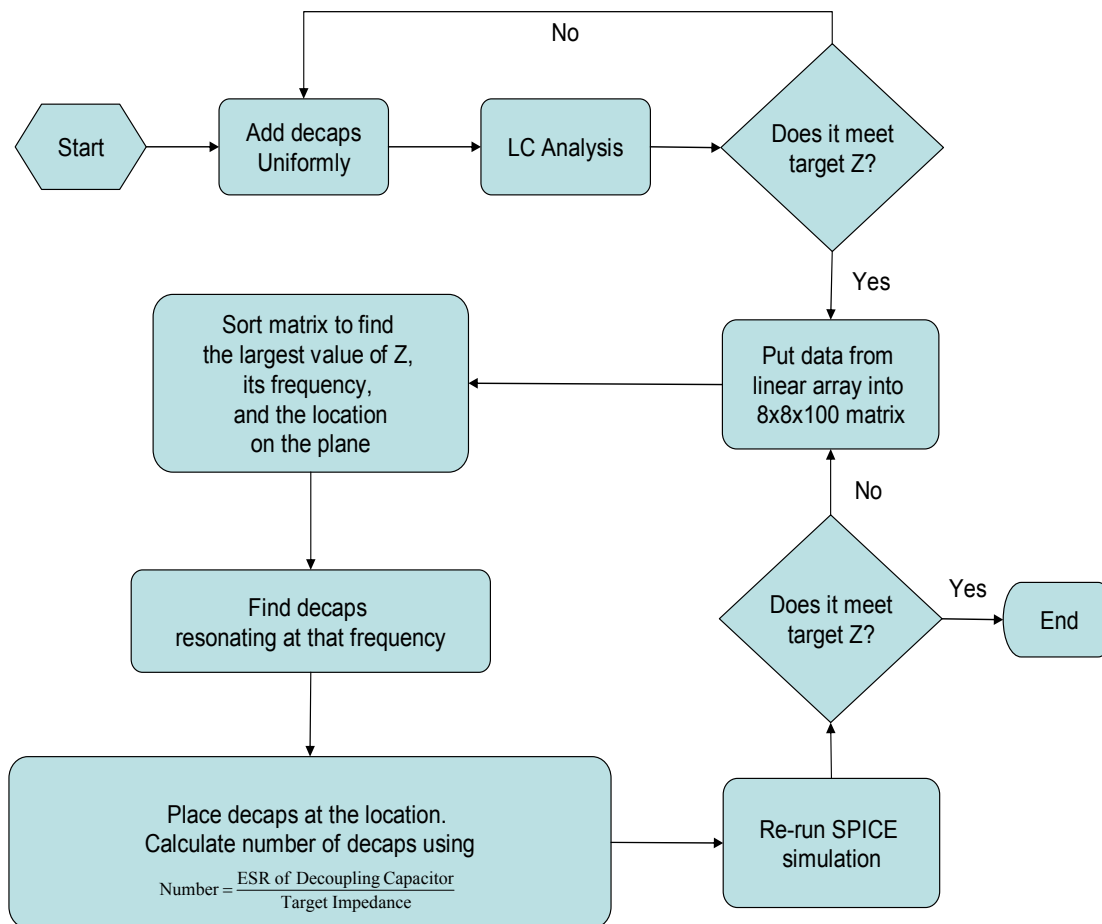 No
Start
Add decaps
Uniformly
LC Analysis
Does it meet
target Z?
Yes
Put data from
linear array into
8x8x100 matrix
Sort matrix to find
the largest value of Z,
its frequency,
and the location
on the plane
Find decaps
resonating at that frequency
Place decaps at the location.
Calculate number of decaps using
Number = ESR of Decoupling Capacitor
Target Impedance
Re-run SPICE
simulation
Does it meet
target Z?
No
Yes
End